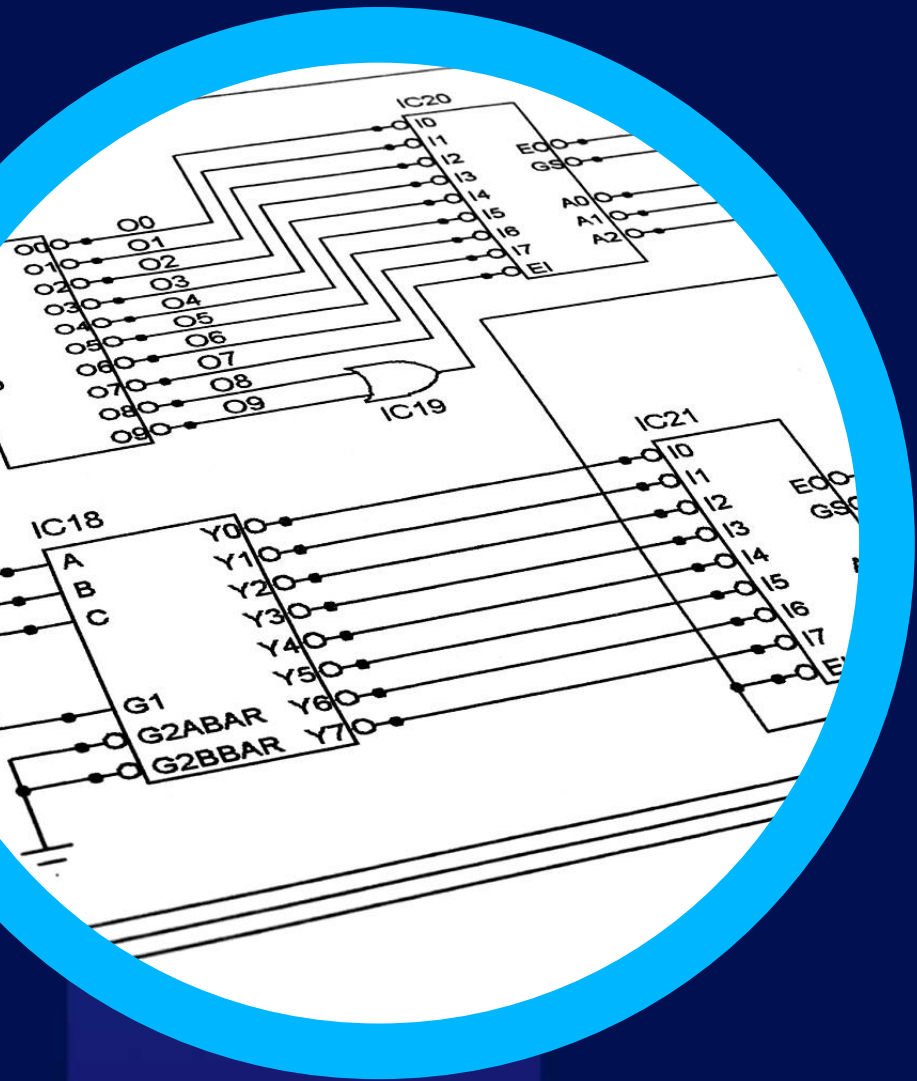 IC20
I0
I1
I2
I3
I4
I5
I6
I7
EI
EO
GS
A0
A1
A2
O0
O1
O2
O3
O4
O5
O6
O7
O8
O9
O0
O1
O2
O3
O4
O5
O6
O7
O8
O9
IC19
IC21
I0
I1
I2
I3
I4
I5
I6
I7
EO
GS
IC18
A
B
C
G1
G2ABAR
G2BBAR
Y0
Y1
Y2
Y3
Y4
Y5
Y6
Y7